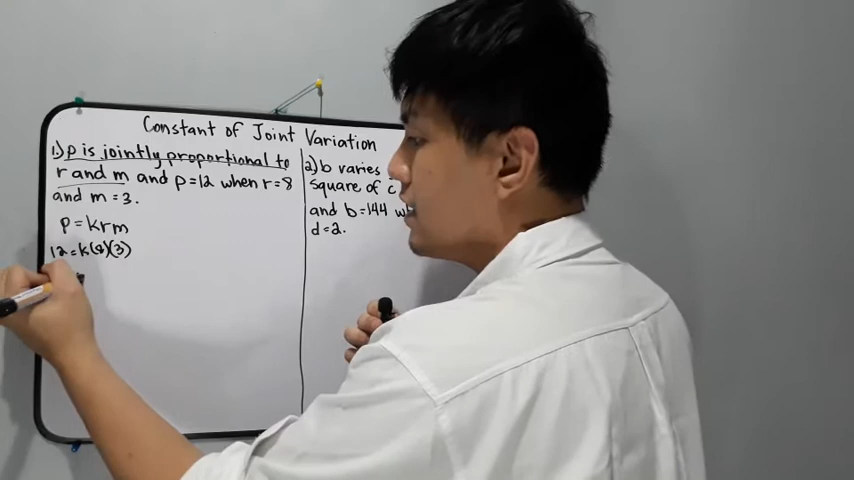 Constant of Joint Variation
1.) p is jointly proportional to
r and m and p=12 when r=8
and m=3.
p=krm
12=k(8)(3)
2.) b varies
square of c
and b=144
d=2.